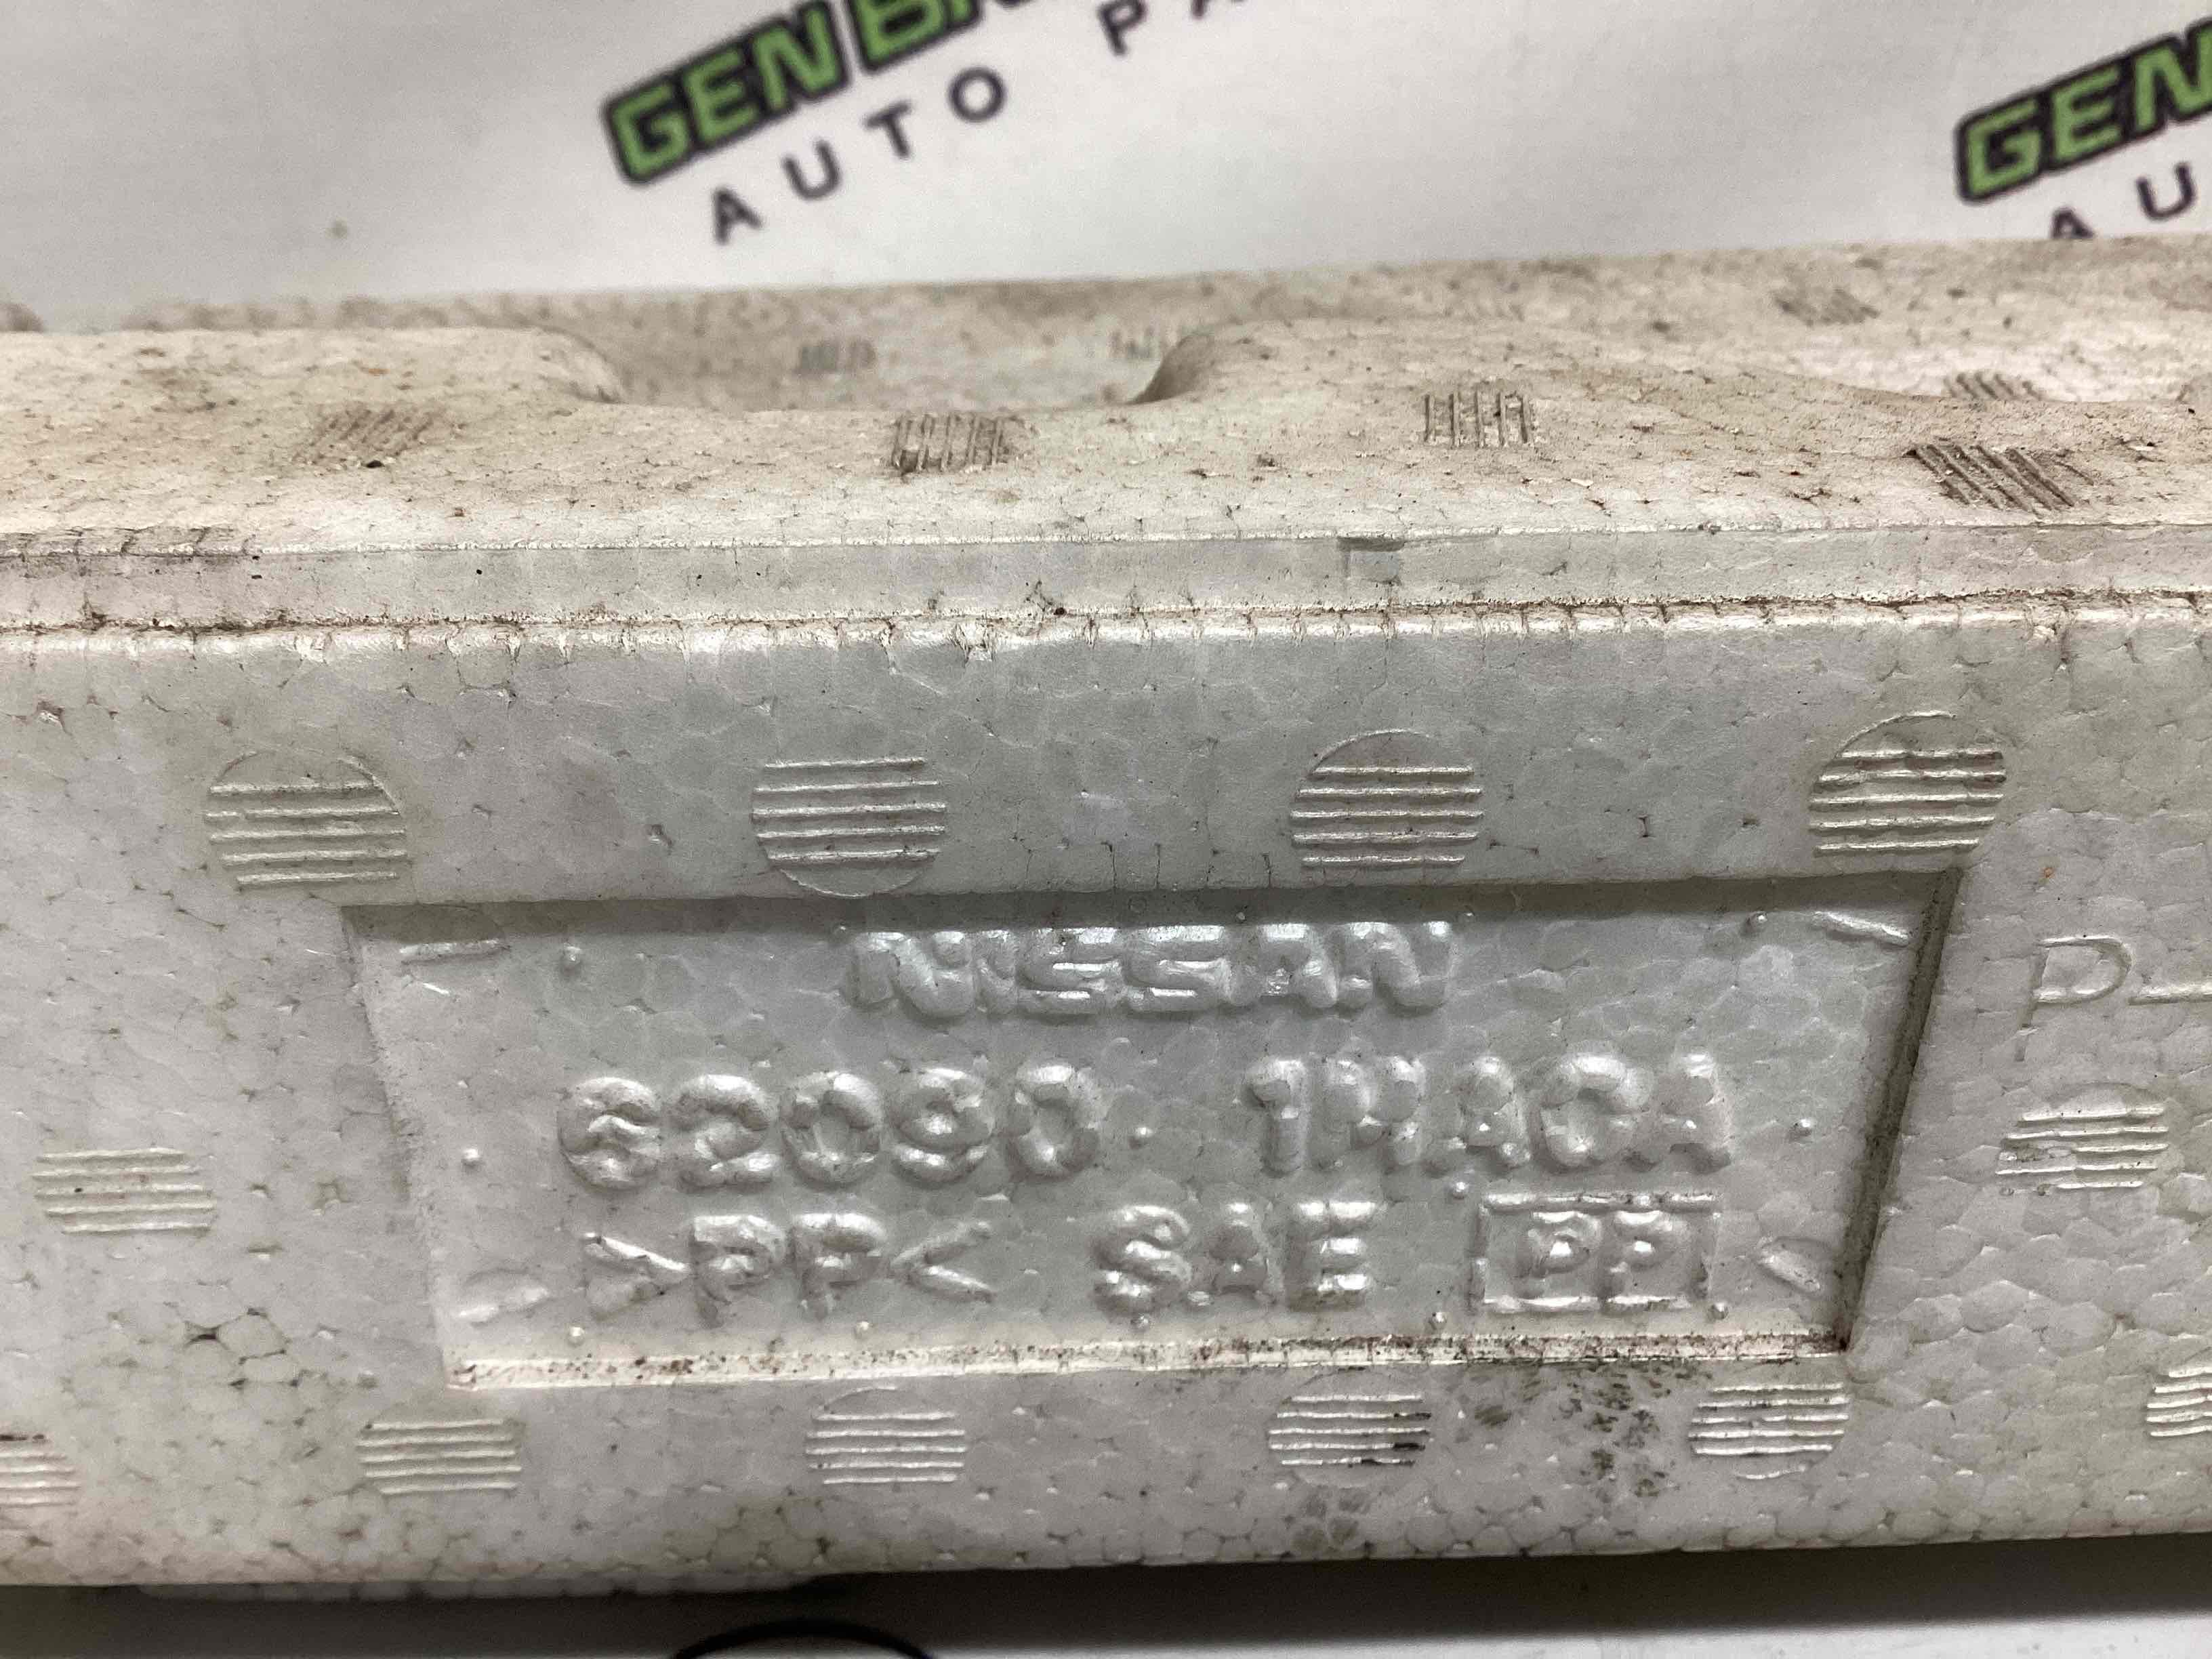 GEN
AUTO
GEN
AU
P
NISSAN
62090 1MA0A
>PP< SAE PP